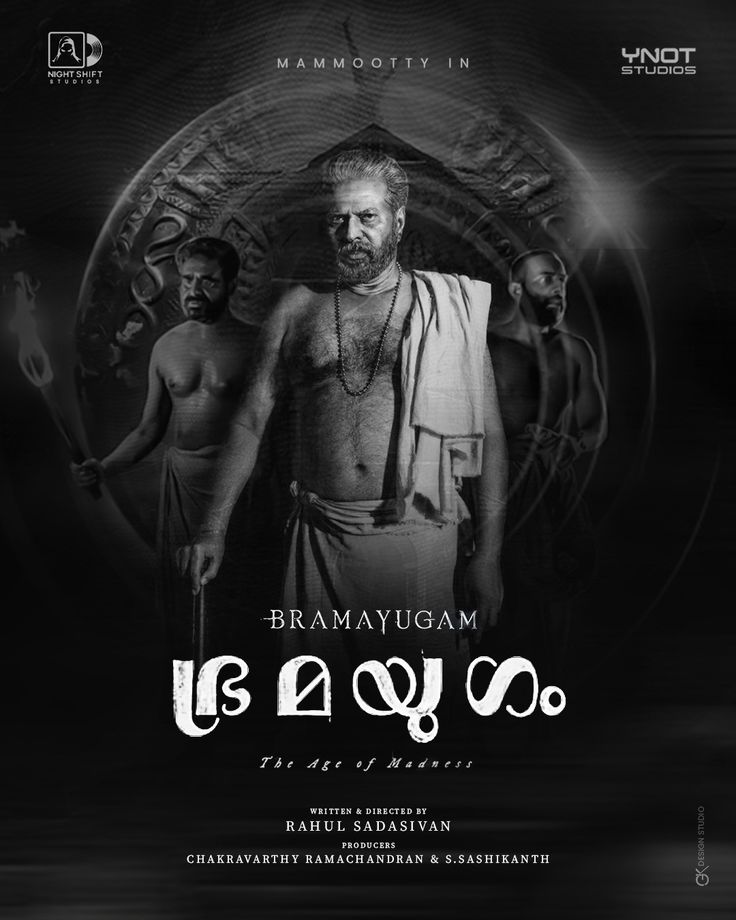 NIGHT SHIFT
STUDIOS
MAMMOOTTY IN
YNOT
STUDIOS
BRAMAYUGAM
ഭ്രമയുഗം
The Age of Madness
WRITTEN & DIRECTED BY
RAHUL SADASIVAN
PRODUCERS
CHAKRAVARTHY RAMACHANDRAN & S.SASHIKANTH
GK DESIGN STUDIO